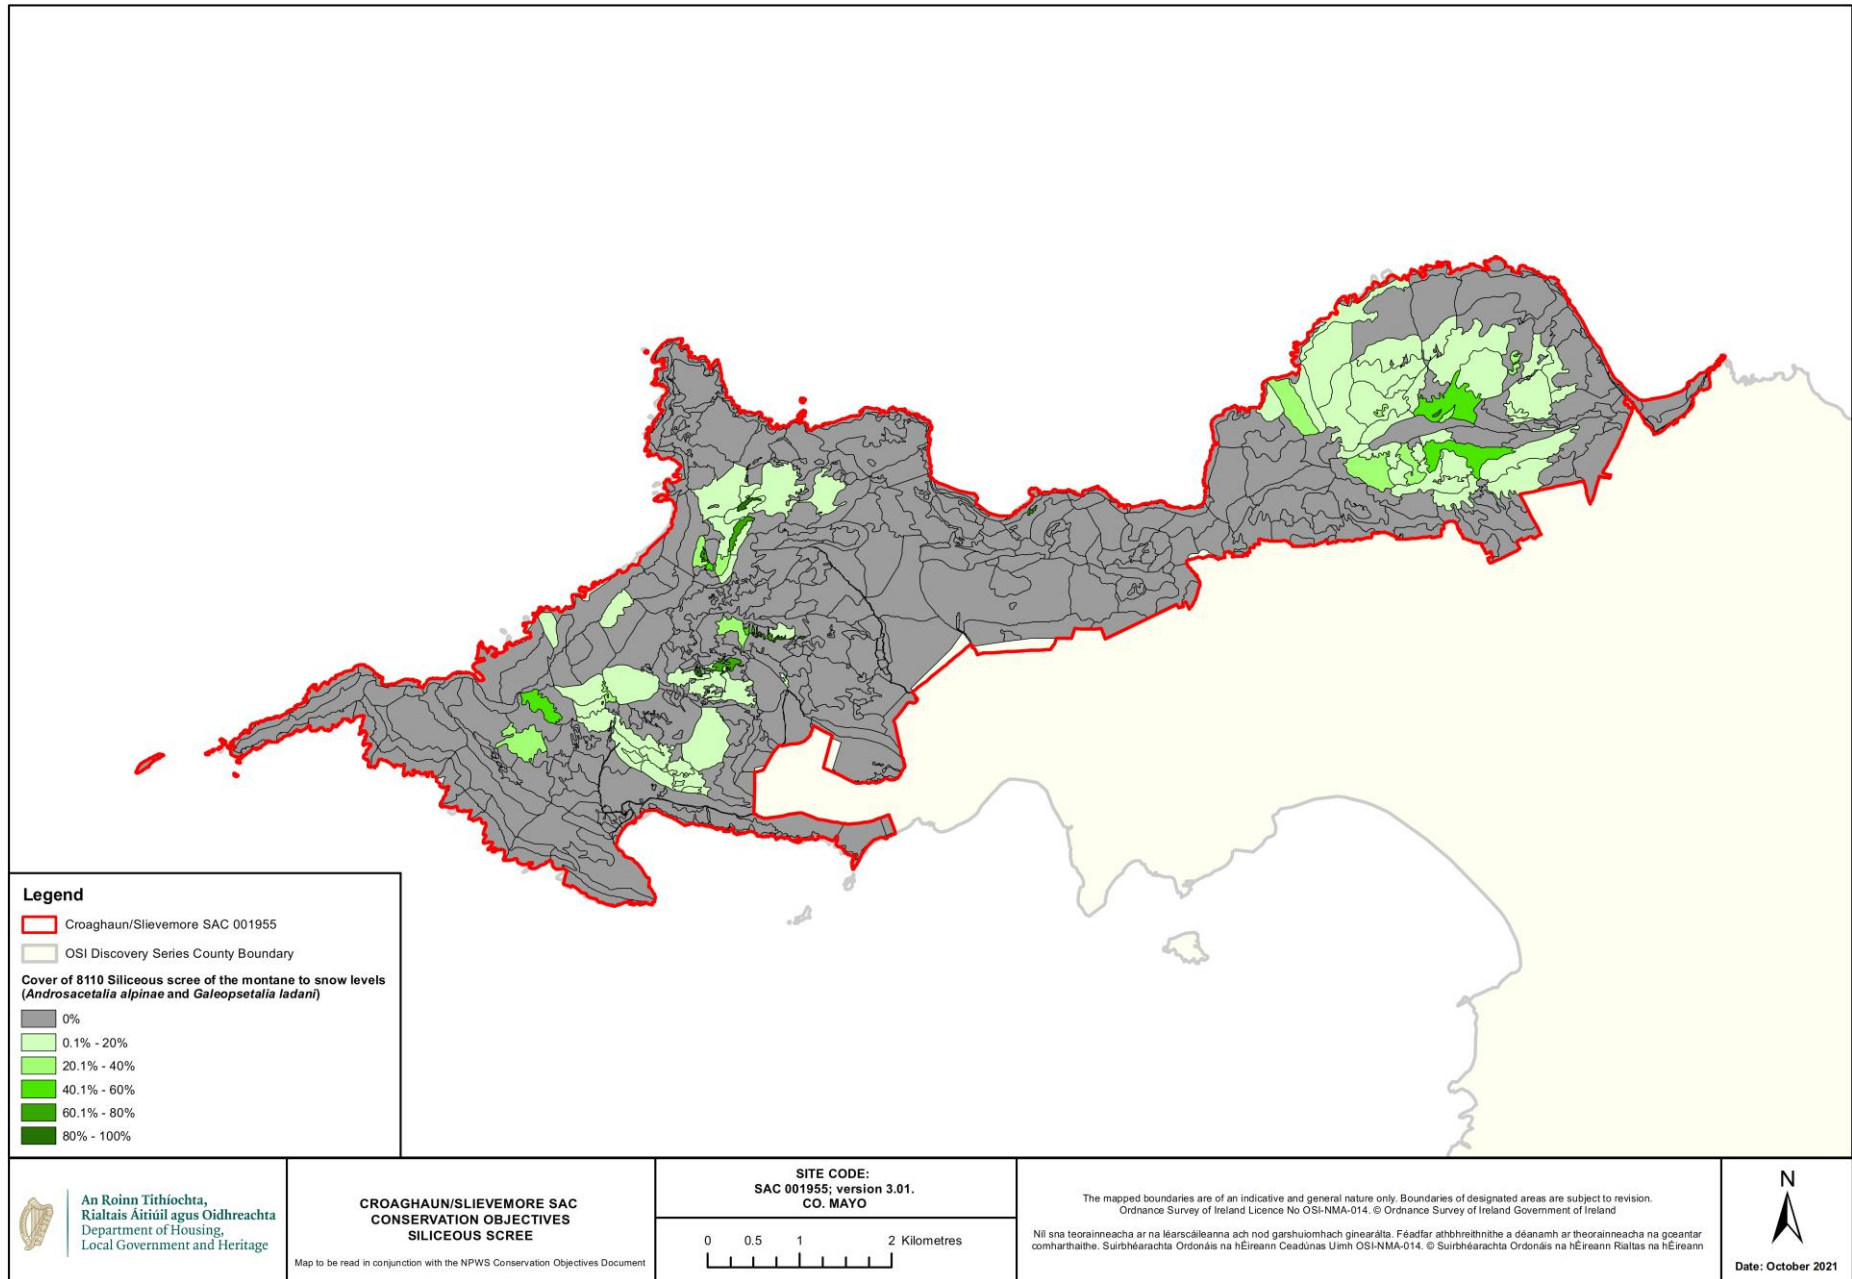 Legend
Croaghaun/Slievemore SAC 001955
OSI Discovery Series County Boundary
Cover of 8110 Siliceous scree of the montane to snow levels
(Androsacetalia alpinae and Galeopsetalia ladani)
0%
0.1% - 20%
20.1% - 40%
40.1% - 60%
60.1% - 80%
80% - 100%
An Roinn Tithíochta,
Rialtais Áitiúil agus Oidhreachta
Department of Housing,
Local Government and Heritage
CROAGHAUN/SLIEVEMORE SAC
CONSERVATION OBJECTIVES
SILICEOUS SCREE
Map to be read in conjunction with the NPWS Conservation Objectives Document
SITE CODE:
SAC 001955; version 3.01.
CO. MAYO
0 0.5 1 2 Kilometres
The mapped boundaries are of an indicative and general nature only. Boundaries of designated areas are subject to revision.
Ordnance Survey of Ireland Licence No OSI-NMA-014. © Ordnance Survey of Ireland Government of Ireland
Níl sna teorainneacha ar na léarscáileanna ach nod garshuiomhach ginearálta. Féadfar athbhreithnithe a déanamh ar theorainneacha na gceantar
comharthaithe. Suirbhéarachta Ordonáis na hÉireann Ceadúnas Uimh OSI-NMA-014. © Suirbhéarachta Ordonáis na hÉireann Rialtas na hÉireann
N
Date: October 2021